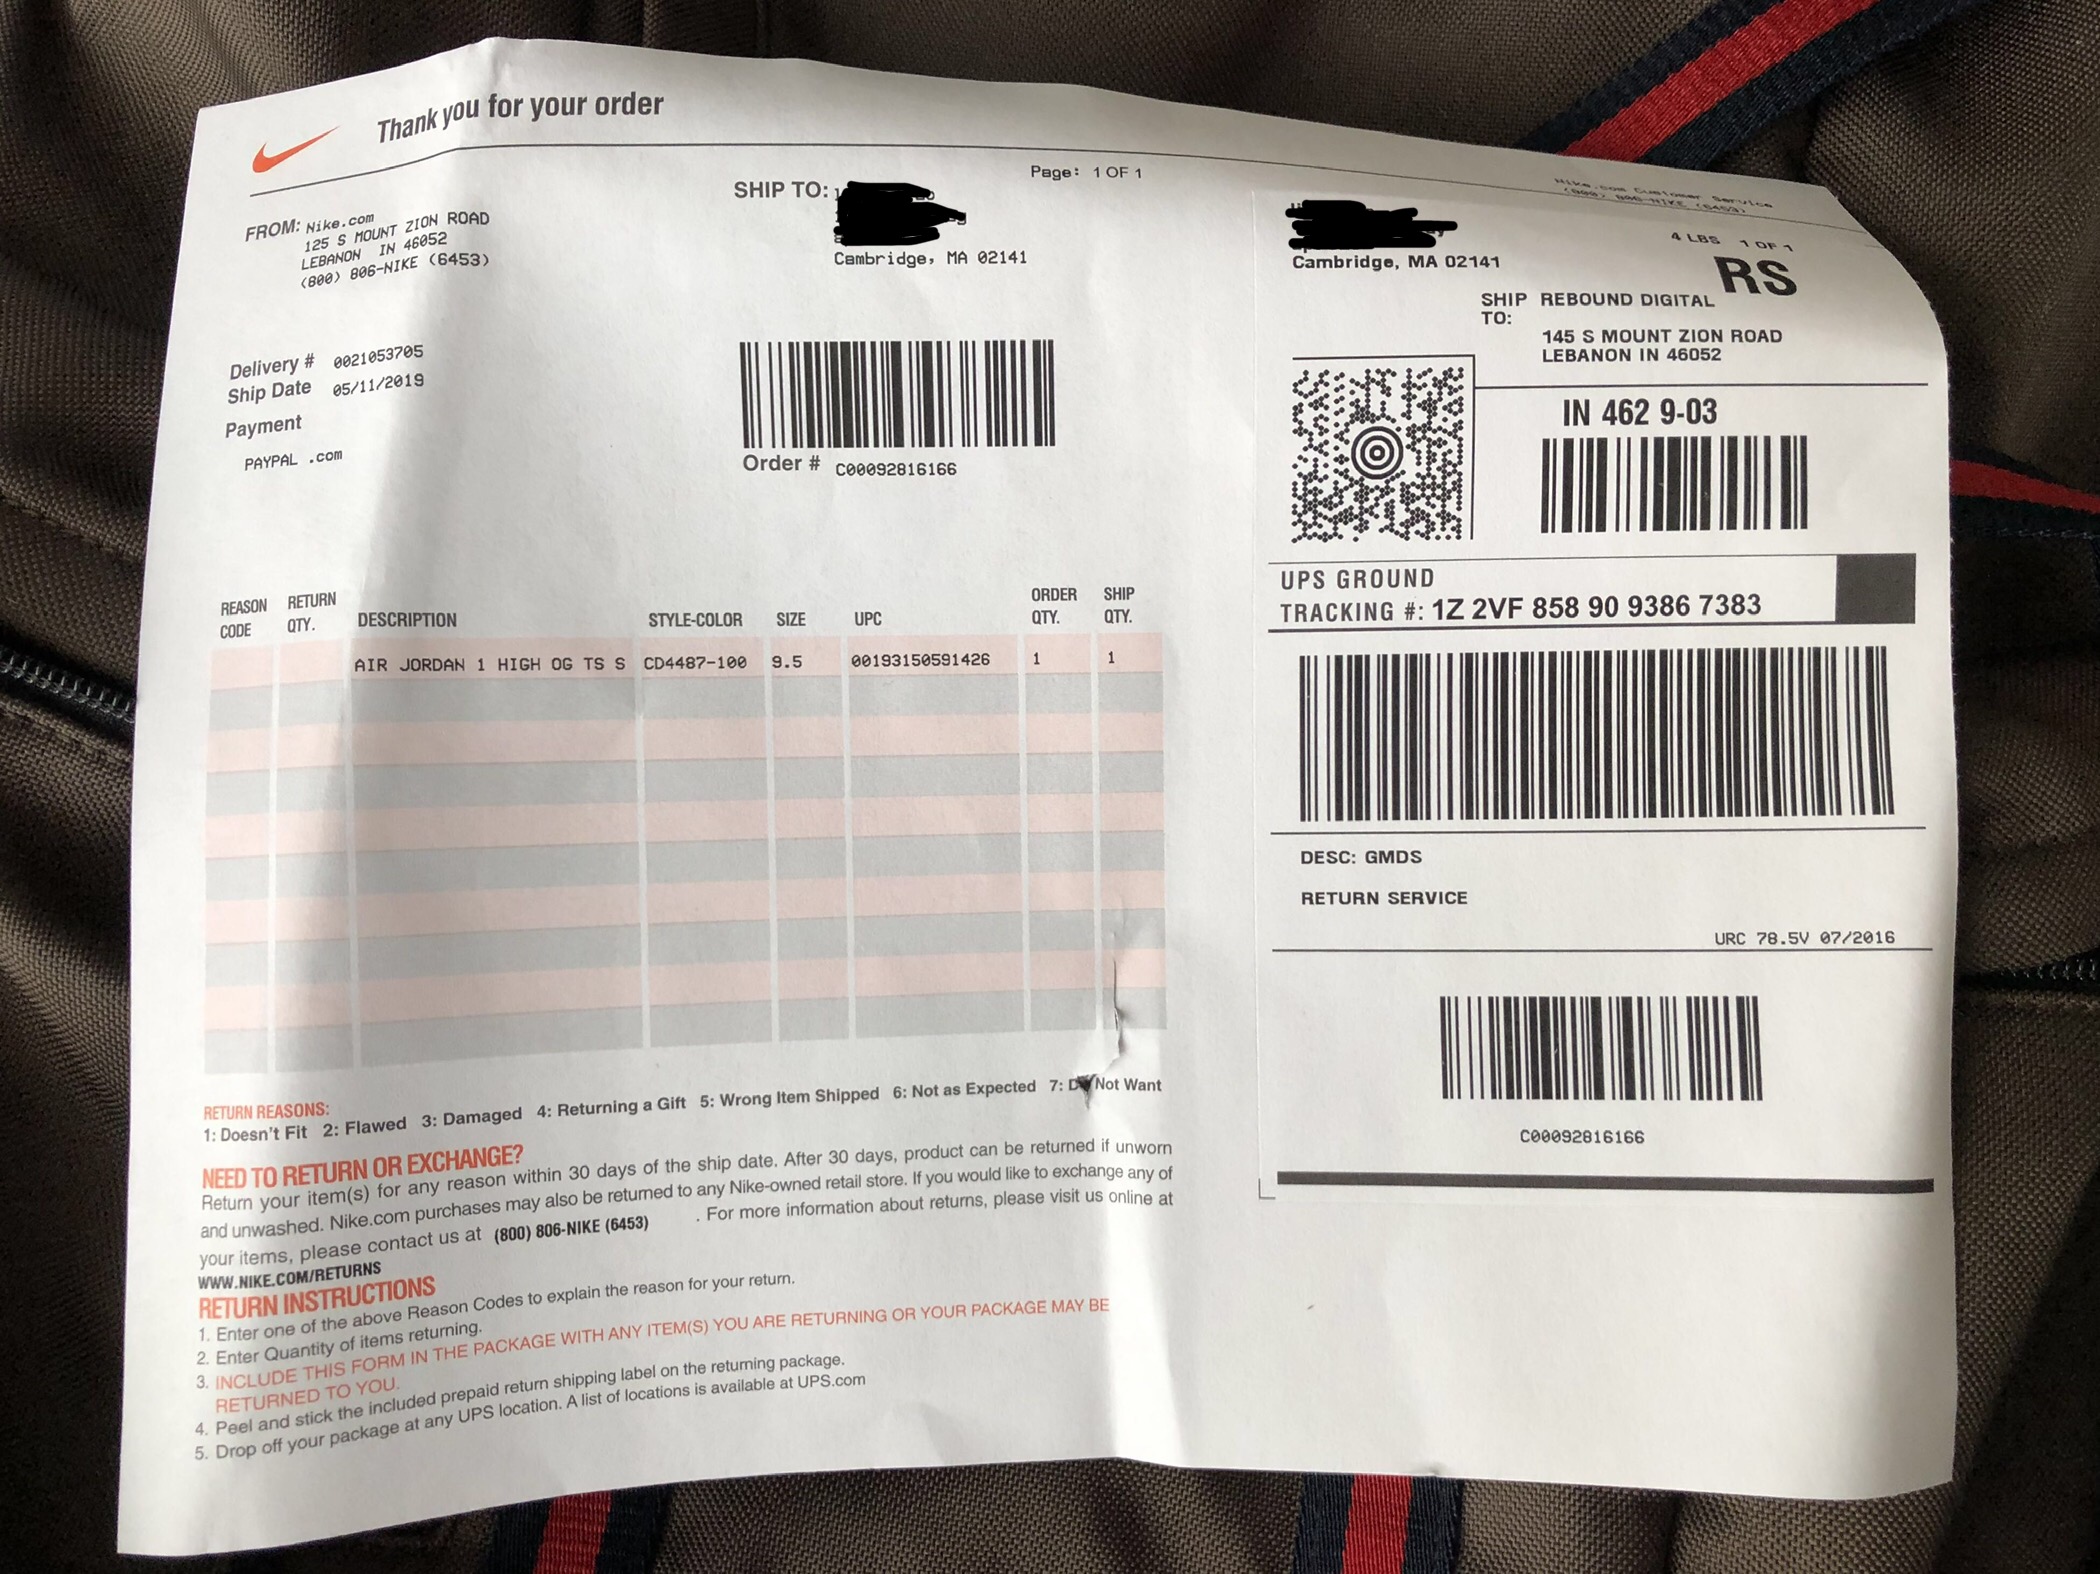 Thank you for your order
Page: 1 OF 1
FROM: Nike.com
125 S MOUNT ZION ROAD
LEBANON IN 46052
(800) 806-NIKE (6453)
SHIP TO:
Cambridge, MA 02141
Delivery # 0021053705
Ship Date 05/11/2019
Payment
PAYPAL .com
Order # C00092816166
REASON CODE RETURN QTY. DESCRIPTION STYLE-COLOR SIZE UPC ORDER QTY. SHIP QTY.
AIR JORDAN 1 HIGH OG TS S CD4487-100 9.5 00193150591426 1 1
RETURN REASONS:
1: Doesn't Fit 2: Flawed 3: Damaged 4: Returning a Gift 5: Wrong Item Shipped 6: Not as Expected 7: Do Not Want
NEED TO RETURN OR EXCHANGE?
Return your item(s) for any reason within 30 days of the ship date. After 30 days, product can be returned if unworn
and unwashed. Nike.com purchases may also be returned to any Nike-owned retail store. If you would like to exchange any of
your items, please contact us at (800) 806-NIKE (6453) . For more information about returns, please visit us online at
WWW.NIKE.COM/RETURNS
RETURN INSTRUCTIONS
1. Enter one of the above Reason Codes to explain the reason for your return.
2. Enter Quantity of items returning.
3. INCLUDE THIS FORM IN THE PACKAGE WITH ANY ITEM(S) YOU ARE RETURNING OR YOUR PACKAGE MAY BE
RETURNED TO YOU.
4. Peel and stick the included prepaid return shipping label on the returning package.
5. Drop off your package at any UPS location. A list of locations is available at UPS.com
Nike.com Customer Service
(800) 806-NIKE (6453)
4 LBS 1 OF 1
RS
Cambridge, MA 02141
SHIP TO: REBOUND DIGITAL
145 S MOUNT ZION ROAD
LEBANON IN 46052
IN 462 9-03
UPS GROUND
TRACKING #: 1Z 2VF 858 90 9386 7383
DESC: GMDS
RETURN SERVICE
URC 78.5V 07/2016
C00092816166